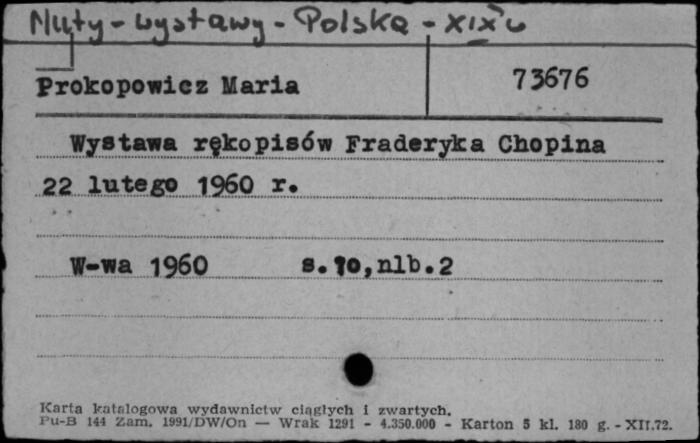 Nuty - wystawy - Polska - XIX w
Prokopowicz Maria 73676
Wystawa rękopisów Fraderyka Chopina
22 lutego 1960 r.
W-wa 1960 s.10,nlb.2
Karta katalogowa wydawnictw ciągłych i zwartych.
Pu-B 144 Zam. 1991/DW/On — Wrak 1291 - 4.350.000 - Karton 5 kl. 180 g. - XII.72.